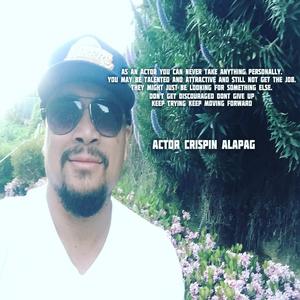 AS AN ACTOR YOU CAN NEVER TAKE ANYTHING PERSONALLY.
YOU MAY BE TALENTED AND ATTRACTIVE AND STILL NOT GET THE JOB.
THEY MIGHT JUST BE LOOKING FOR SOMETHING ELSE.
DON'T GET DISCOURAGED DONT GIVE UP
KEEP TRYING KEEP MOVING FORWARD
ACTOR CRISPIN ALAPAG